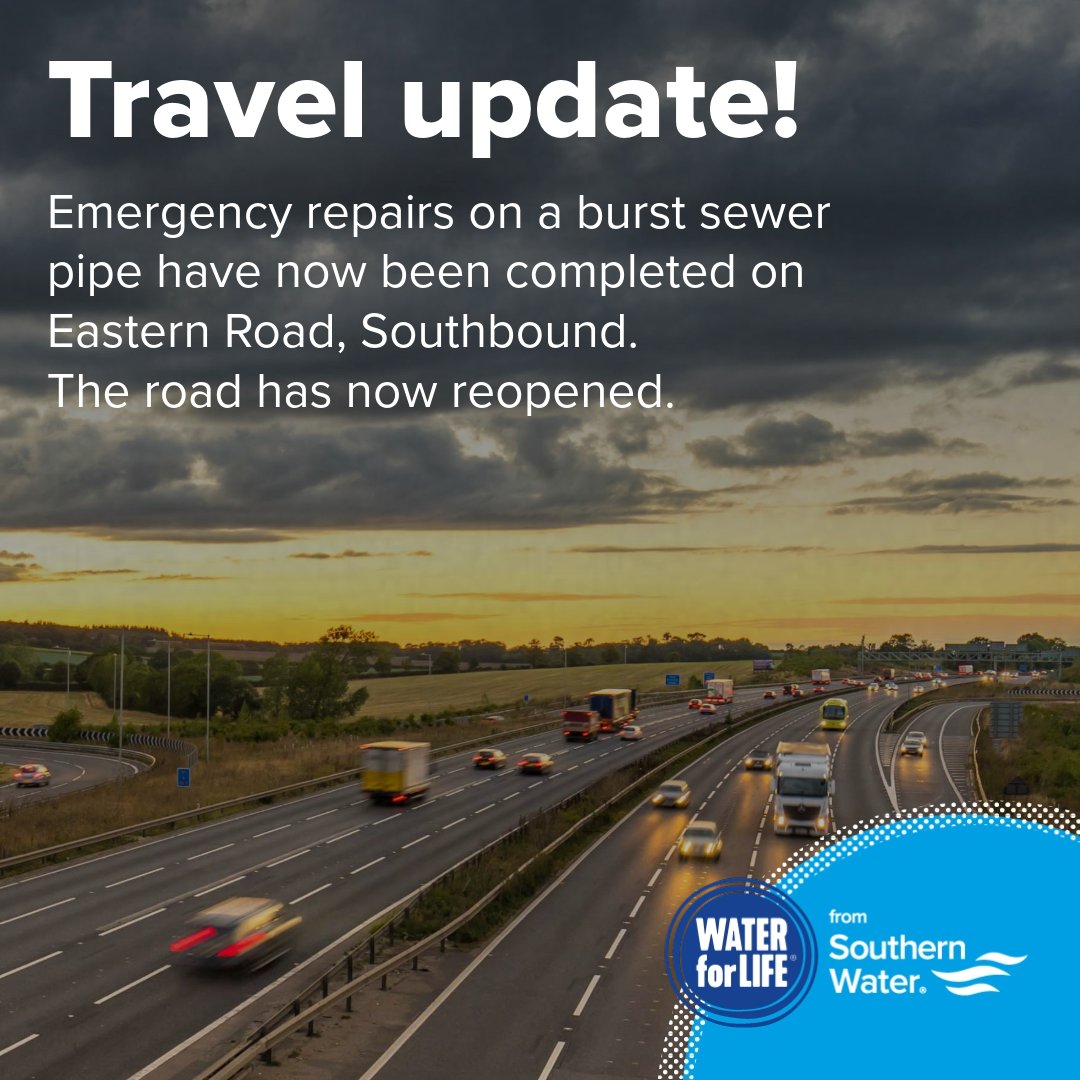 Travel update!
Emergency repairs on a burst sewer
pipe have now been completed on
Eastern Road, Southbound.
The road has now reopened.
WATER
for LIFE®
from
Southern
Water®